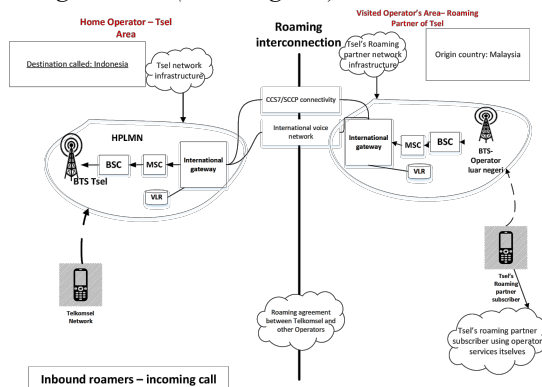 Home Operator – Tsel
Area
Roaming
interconnection
Visited Operator's Area– Roaming
Partner of Tsel
Destination called: Indonesia
Tsel network
infrastructure
Tsel's Roaming
partner network
infrastructure
Origin country: Malaysia
CCS7/SCCP connectivity
International voice
network
HPLMN
BSC
MSC
International
gateway
BTS Tsel
VLR
International
gateway
MSC
BSC
BTS-
Operator
luar negeri
VLR
Telkomsel
Network
Tsel's
Roaming
partner
subscriber
Roaming agreement
between Telkomsel and
other Operators
Tsel's roaming partner
subscriber using operator
services itselves
Inbound roamers – incoming call